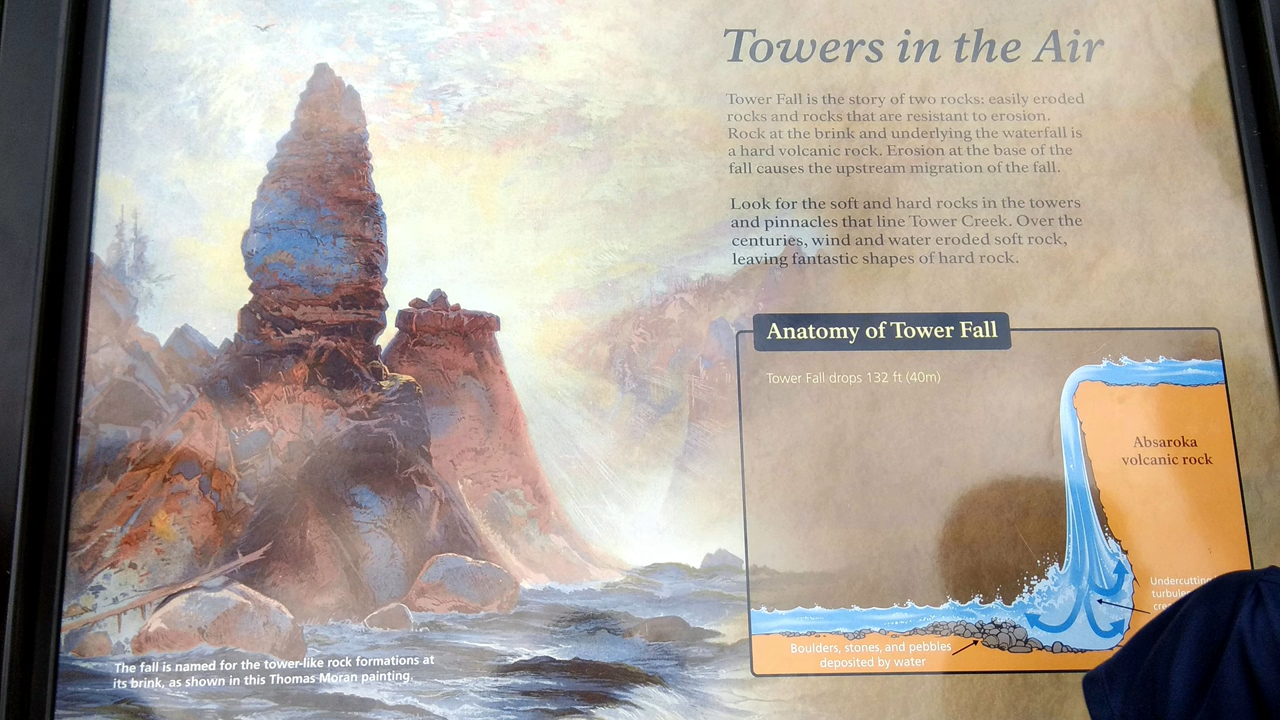 Towers in the Air
Tower Fall is the story of two rocks: easily eroded
rocks and rocks that are resistant to erosion.
Rock at the brink and underlying the waterfall is
a hard volcanic rock. Erosion at the base of the
fall causes the upstream migration of the fall.
Look for the soft and hard rocks in the towers
and pinnacles that line Tower Creek. Over the
centuries, wind and water eroded soft rock,
leaving fantastic shapes of hard rock.
Anatomy of Tower Fall
Tower Fall drops 132 ft (40m)
Absaroka
volcanic rock
Undercutting
Boulders, stones, and pebbles
deposited by water
The fall is named for the tower-like rock formations at
its brink, as shown in this Thomas Moran painting.